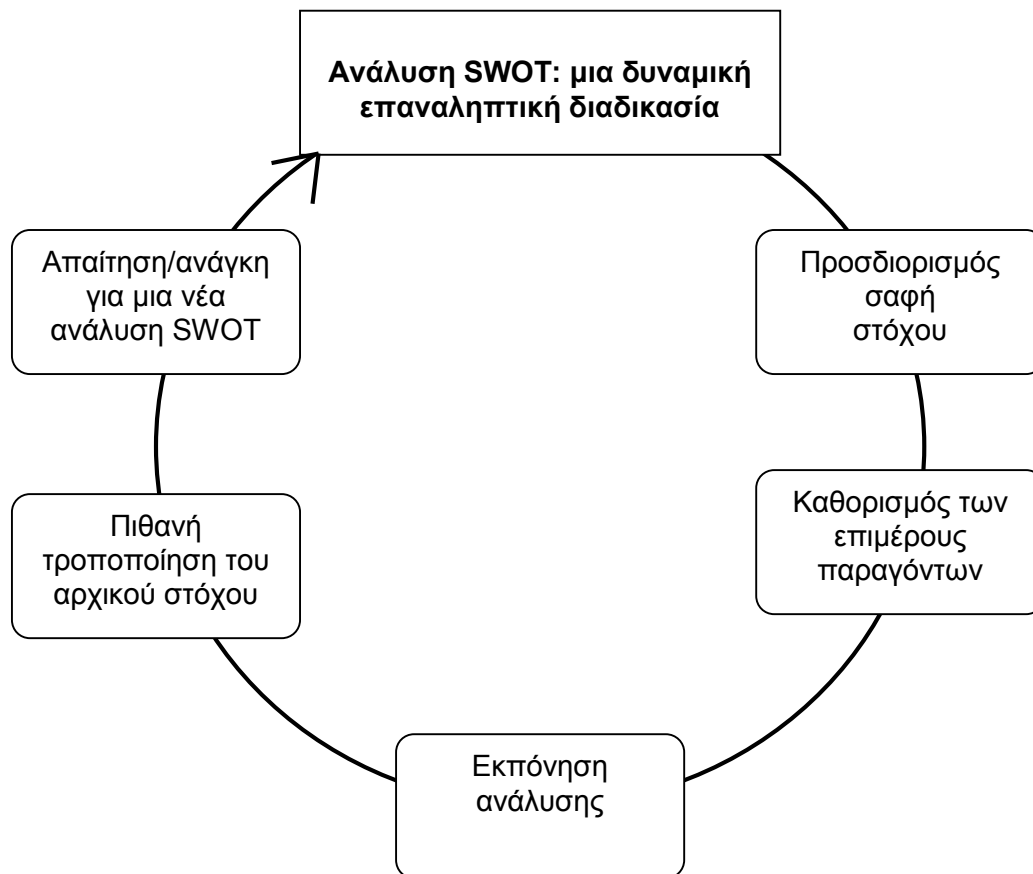 Ανάλυση SWOT: μια δυναμική
επαναληπτική διαδικασία
Προσδιορισμός
σαφή
στόχου
Καθορισμός των
επιμέρους
παραγόντων
Εκπόνηση
ανάλυσης
Πιθανή
τροποποίηση του
αρχικού στόχου
Απαίτηση/ανάγκη
για μια νέα
ανάλυση SWOT